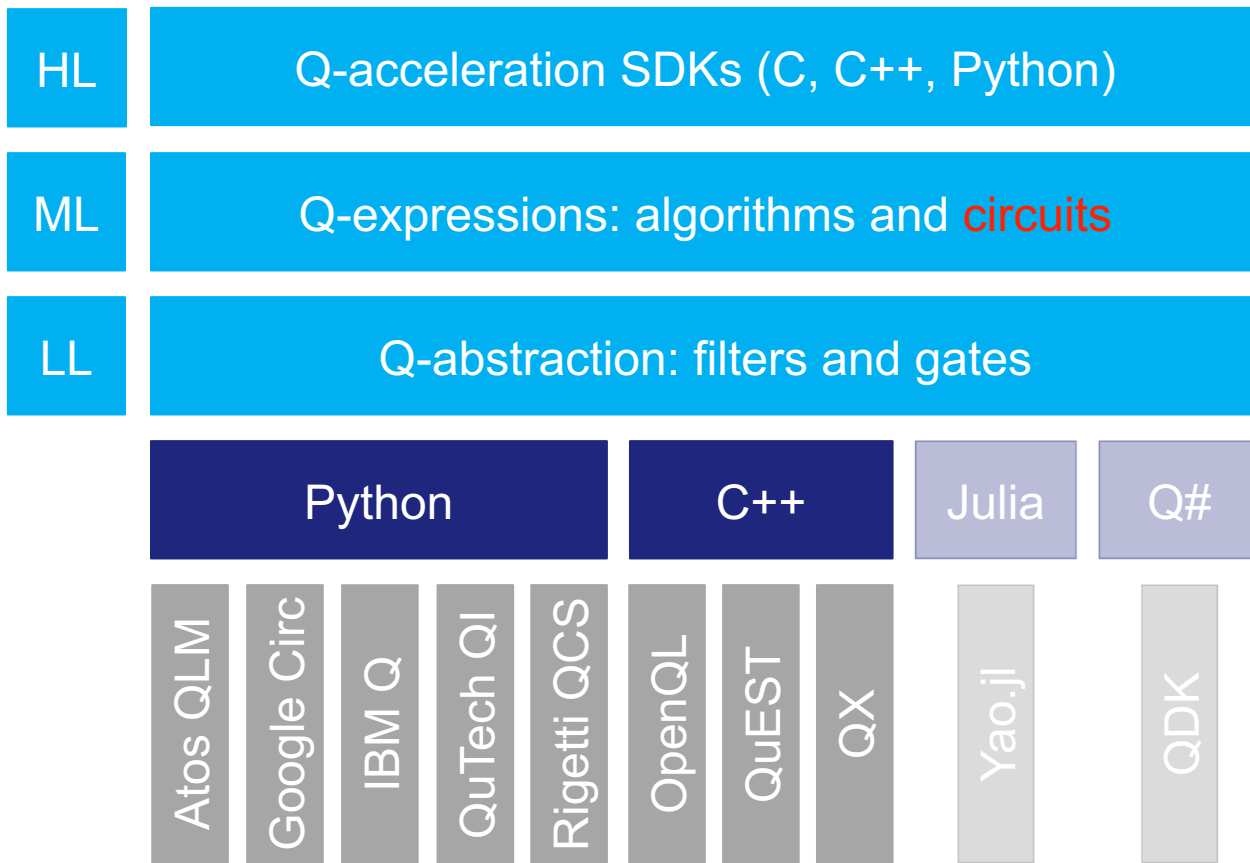 HL
Q-acceleration SDKs (C, C++, Python)
ML
Q-expressions: algorithms and circuits
LL
Q-abstraction: filters and gates
Python
C++
Julia
Q#
Atos QLM
Google Circ
IBM Q
QuTech QI
Rigetti QCS
OpenQL
QuEST
QX
Yao.jl
QDK